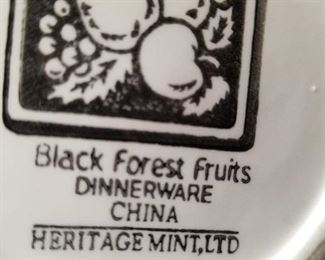 Black Forest Fruits
DINNERWARE
CHINA
HERITAGE MINT, LTD